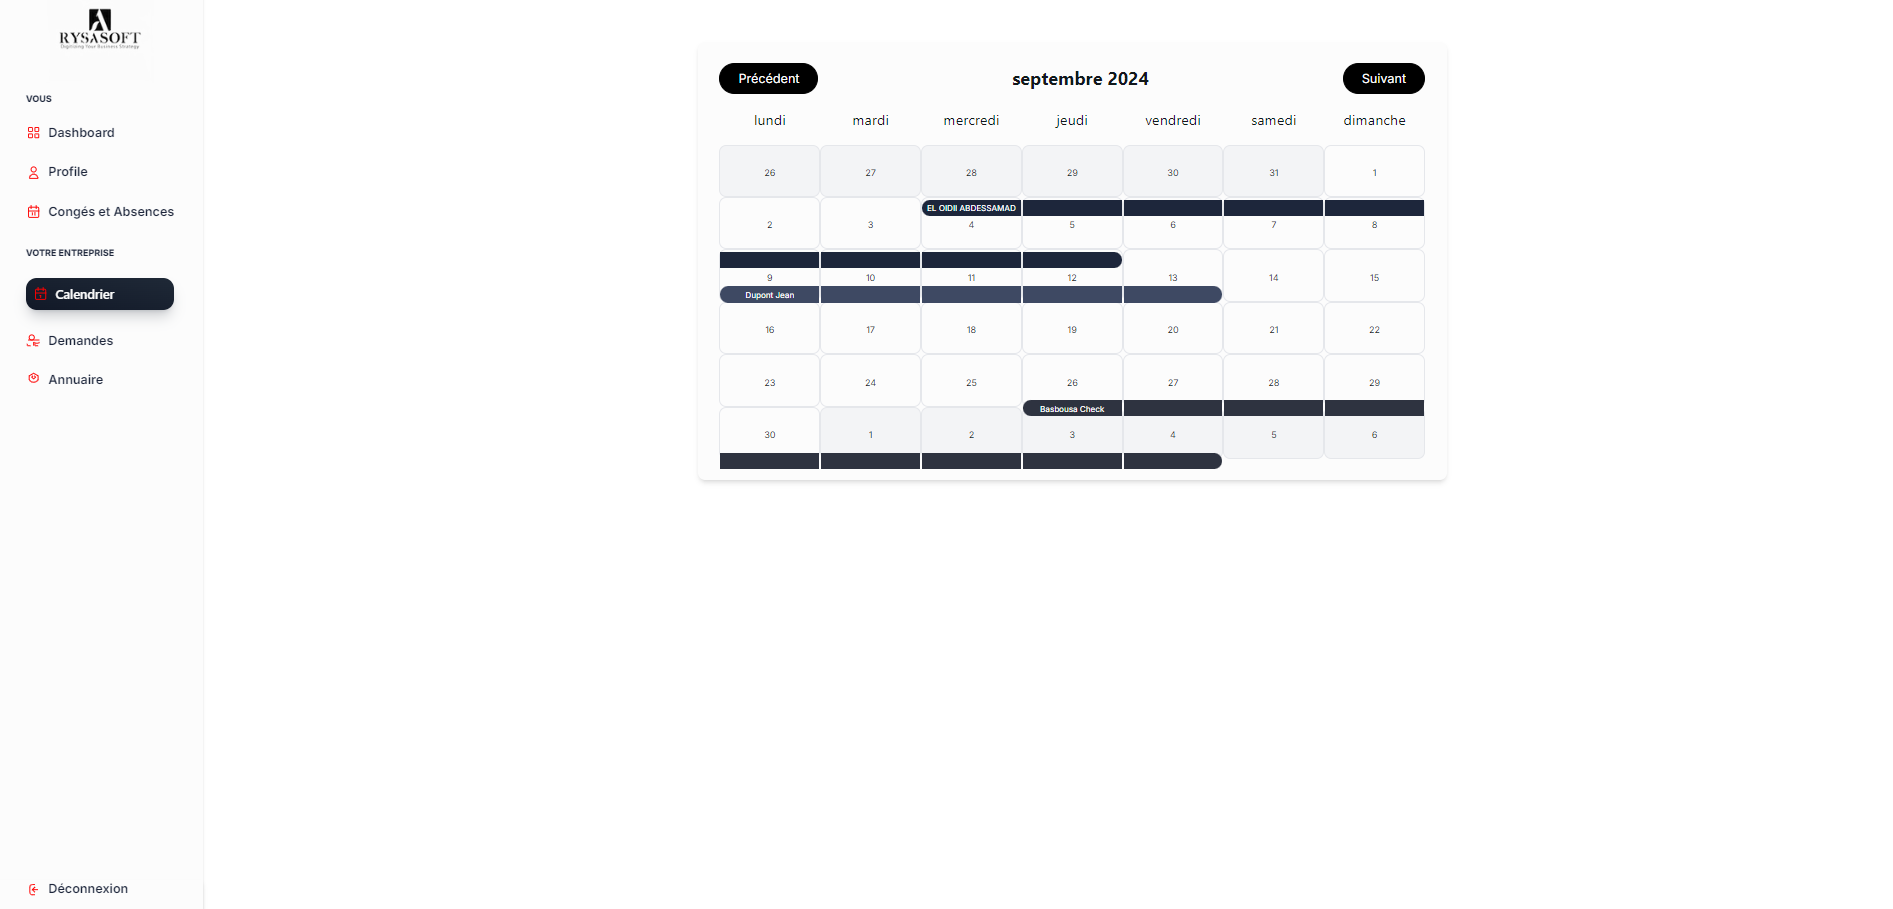 RYSASOFT
Digitizing Your Business Strategy
VOUS
Dashboard
Profile
Congés et Absences
VOTRE ENTREPRISE
Calendrier
Demandes
Annuaire
Déconnexion
Précédent septembre 2024 Suivant
lundi mardi mercredi jeudi vendredi samedi dimanche
26 27 28 29 30 31 1
EL OIDII ABDESSAMAD
2 3 4 5 6 7 8
9 10 11 12 13 14 15
Dupont Jean
16 17 18 19 20 21 22
23 24 25 26 27 28 29
Basbousa Check
30 1 2 3 4 5 6